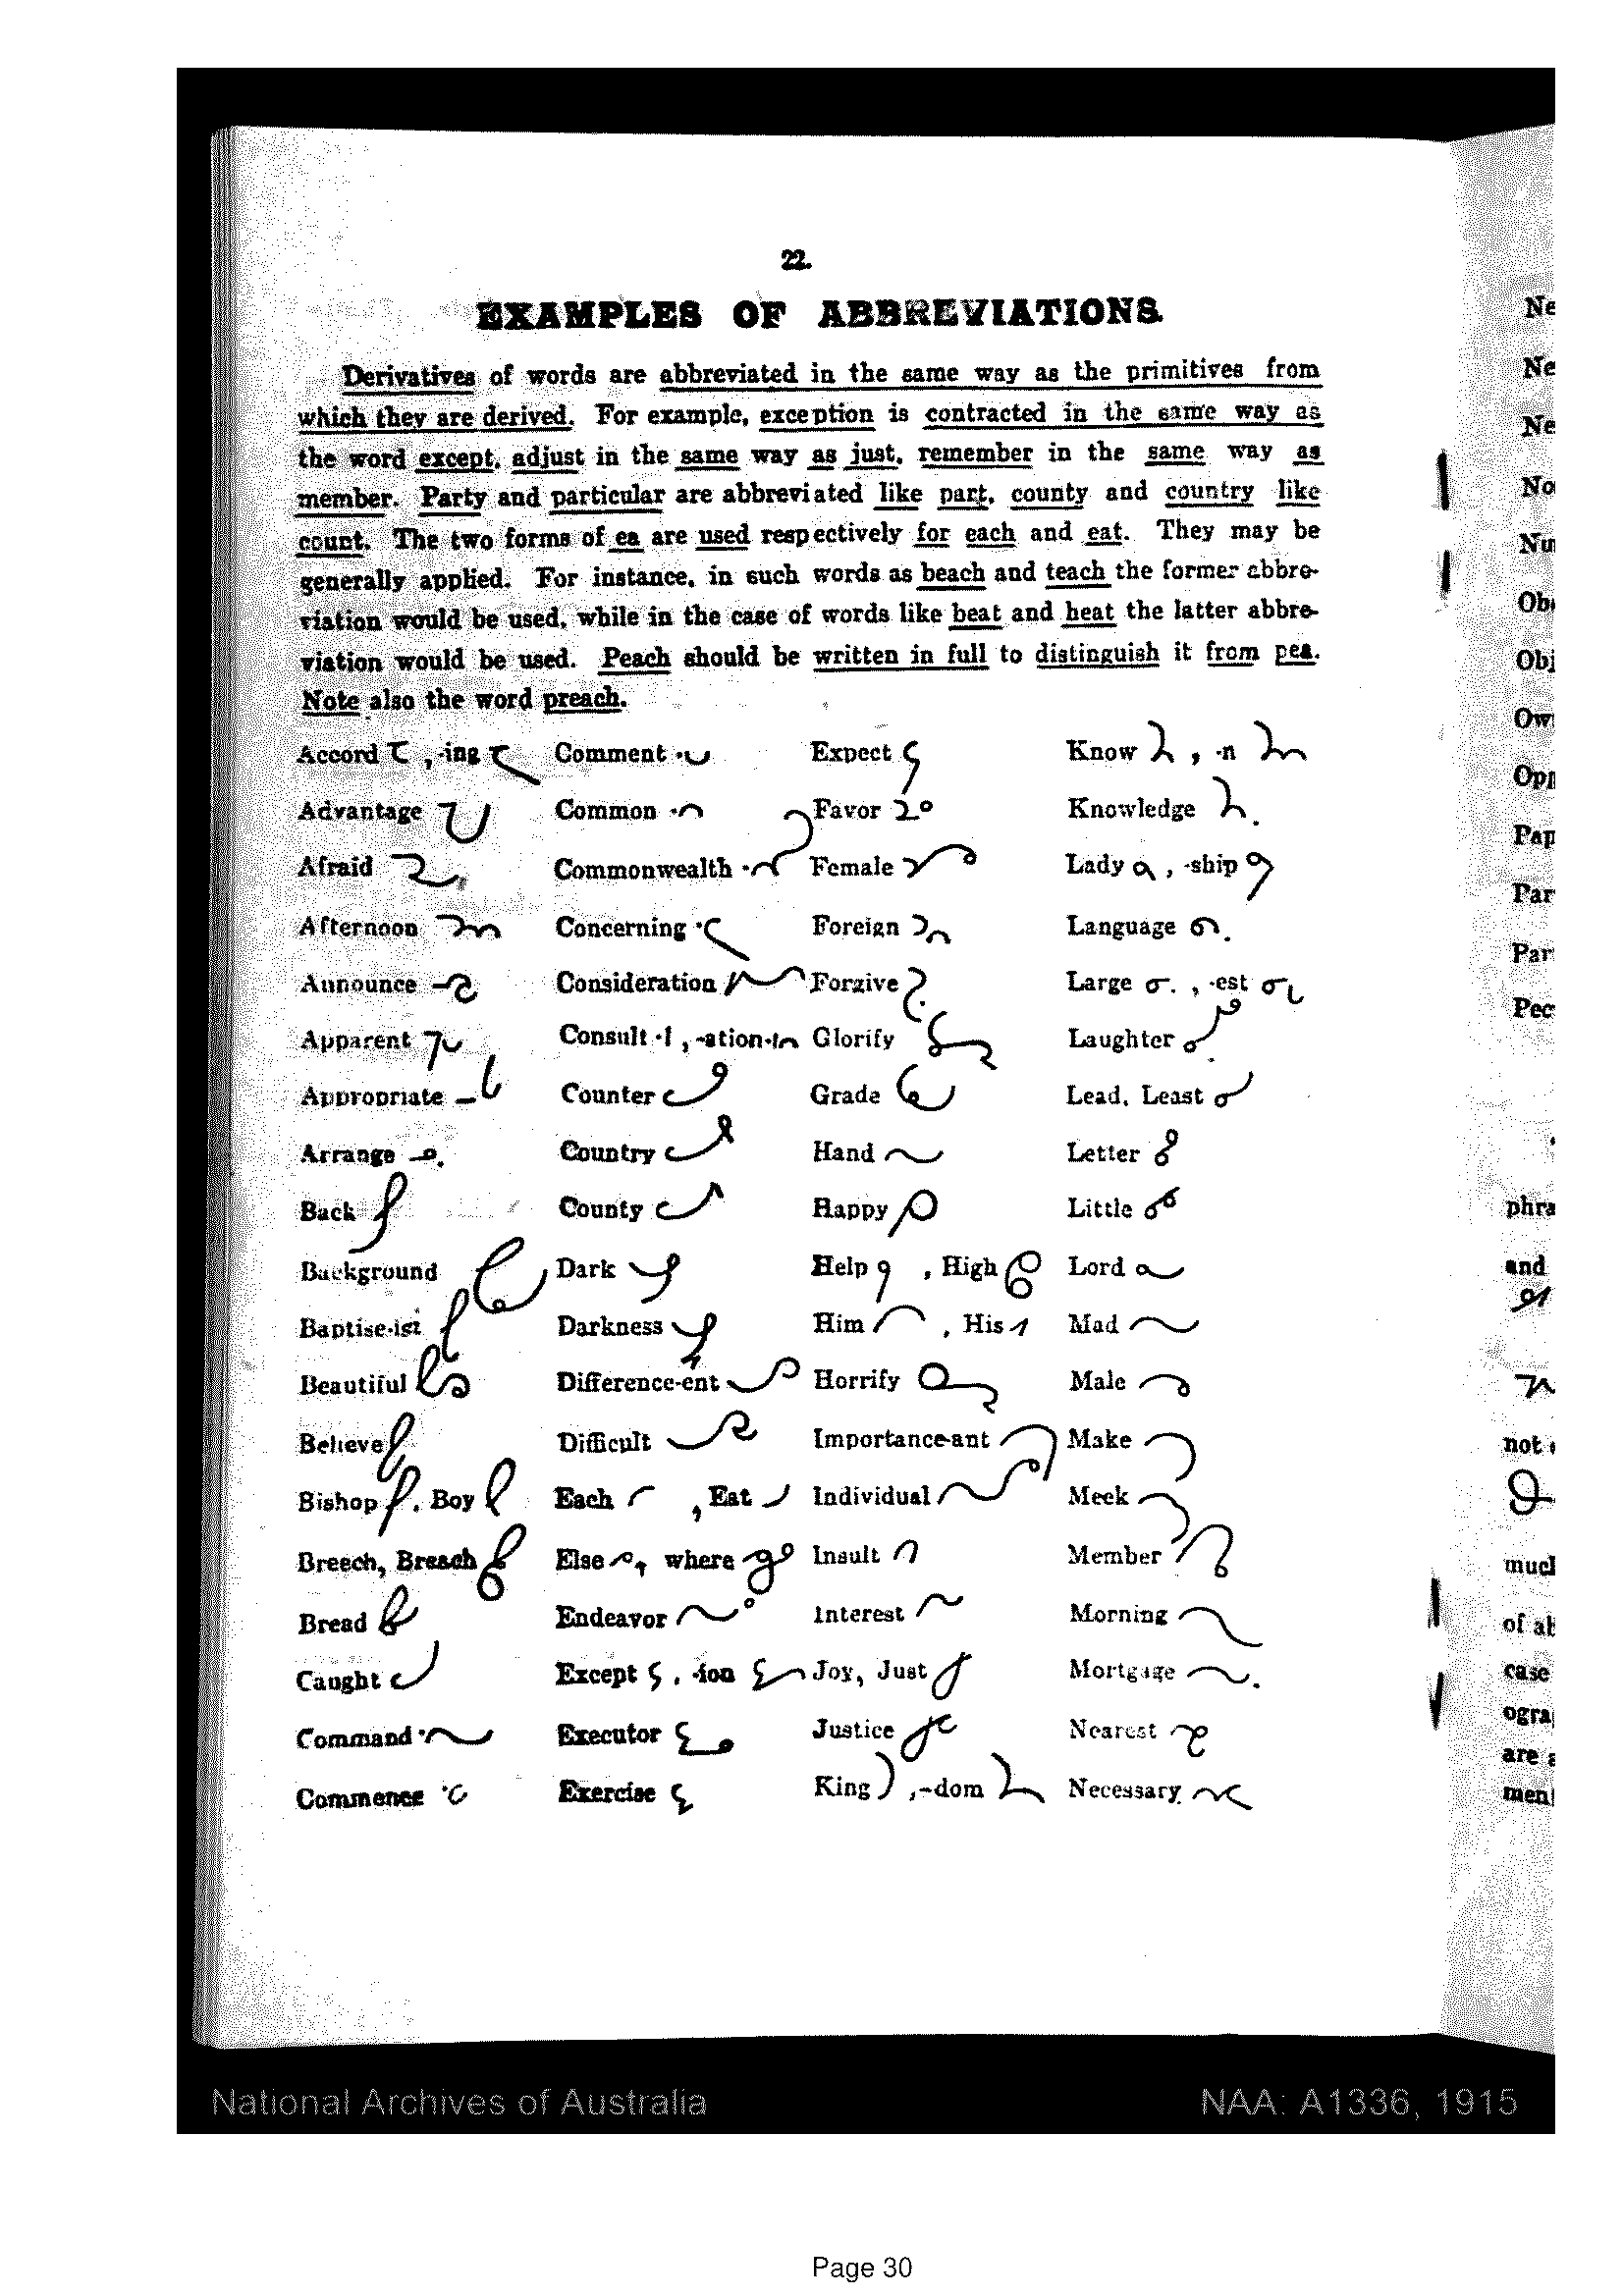 22.
EXAMPLES OF ABBREVIATIONS.
Derivatives of words are abbreviated in the same way as the primitives from
which they are derived. For example, exception is contracted in the same way as
the word except, adjust in the same way as just, remember in the same way as
member. Party and particular are abbreviated like part, county and country like
count. The two forms of ea are used respectively for each and eat. They may be
generally applied. For instance, in such words as beach and teach the former abbre-
viation would be used, while in the case of words like beat and heat the latter abbre-
viation would be used. Peach should be written in full to distinguish it from pea.
Note also the word preach.
Accord , -ing
Advantage
Afraid
Afternoon
Announce
Apparent
Appropriate
Arrange
Back
Background
Baptise-ist
Beautiful
Believe
Bishop , Boy
Breech, Breach
Bread
Caught
Command
Commence
Comment
Common
Commonwealth
Concerning
Consideration
Consult , -ation
Counter
Country
County
Dark
Darkness
Difference-ent
Difficult
Each , Eat
Else , where
Endeavor
Except , -ion
Executor
Exercise
Expect
Favor
Female
Foreign
Forgive
Glorify
Grade
Hand
Happy
Help , High
Him , His
Horrify
Importance-ant
Individual
Insult
Interest
Joy, Just
Justice
King , -dom
Know , -n
Knowledge
Lady , -ship
Language
Large , -est
Laughter
Lead, Least
Letter
Little
Lord
Mad
Male
Make
Meek
Member
Morning
Mortgage
Nearest
Necessary
Ne
Ne
Ne
No
Nu
Obj
Ow
Opp
Pap
Par
Par
Pec
phra
and
not
of
case
ogra
are
men
National Archives of Australia
NAA: A1336, 1915
Page 30